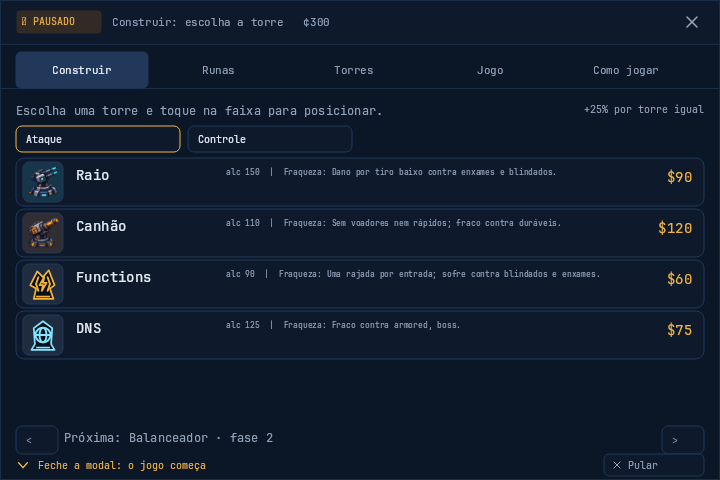 PAUSADO Construir: escolha a torre $300
Construir Runas Torres Jogo Como jogar
Escolha uma torre e toque na faixa para posicionar. +25% por torre igual
Ataque Controle
Raio alc 150 | Fraqueza: Dano por tiro baixo contra enxames e blindados. $90
Canhão alc 110 | Fraqueza: Sem voadores nem rápidos; fraco contra duráveis. $120
Functions alc 90 | Fraqueza: Uma rajada por entrada; sofre contra blindados e enxames. $60
DNS alc 125 | Fraqueza: Fraco contra armored, boss. $75
< Próxima: Balanceador · fase 2 >
Feche a modal: o jogo começa Pular